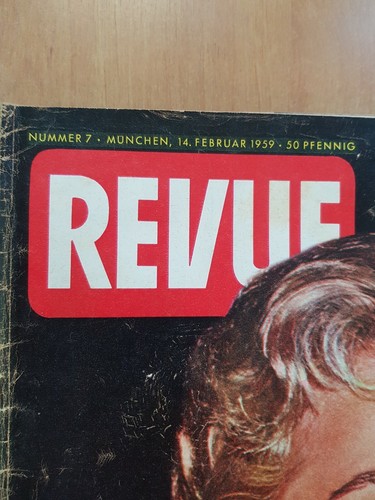 NUMMER 7 • MÜNCHEN, 14. FEBRUAR 1959 • 50 PFENNIG
REVUE